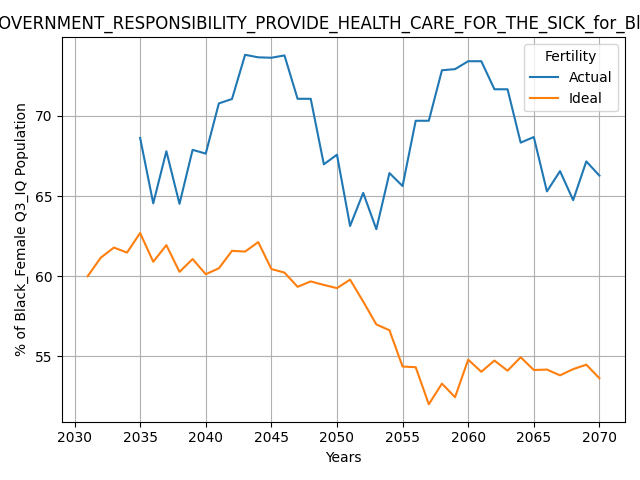 OVERNMENT_RESPONSIBILITY_PROVIDE_HEALTH_CARE_FOR_THE_SICK_for_Bl
Fertility
Actual
Ideal
% of Black_Female Q3_IQ Population
70
65
60
55
2030 2035 2040 2045 2050 2055 2060 2065 2070
Years